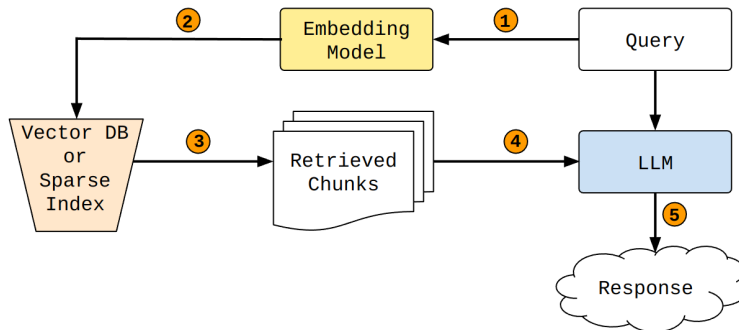 2
1
Embedding
Model
Query
Vector DB
or
Sparse
Index
3
Retrieved
Chunks
4
LLM
5
Response